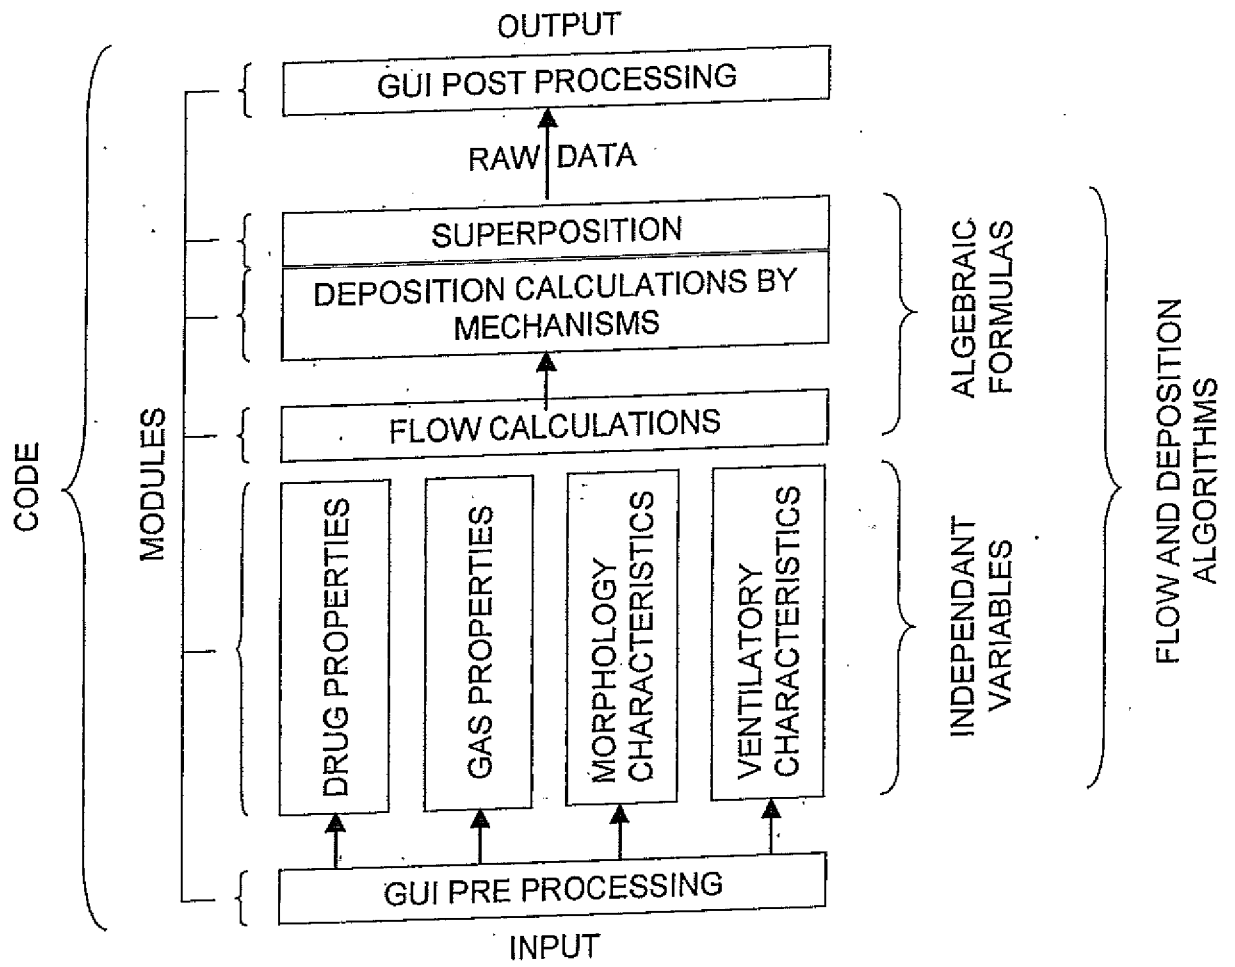 OUTPUT
GUI POST PROCESSING
RAW DATA
SUPERPOSITION
DEPOSITION CALCULATIONS BY
MECHANISMS
FLOW CALCULATIONS
DRUG PROPERTIES
GAS PROPERTIES
MORPHOLOGY
CHARACTERISTICS
VENTILATORY
CHARACTERISTICS
GUI PRE PROCESSING
INPUT
CODE
MODULES
ALGEBRAIC
FORMULAS
INDEPENDANT
VARIABLES
FLOW AND DEPOSITION
ALGORITHMS